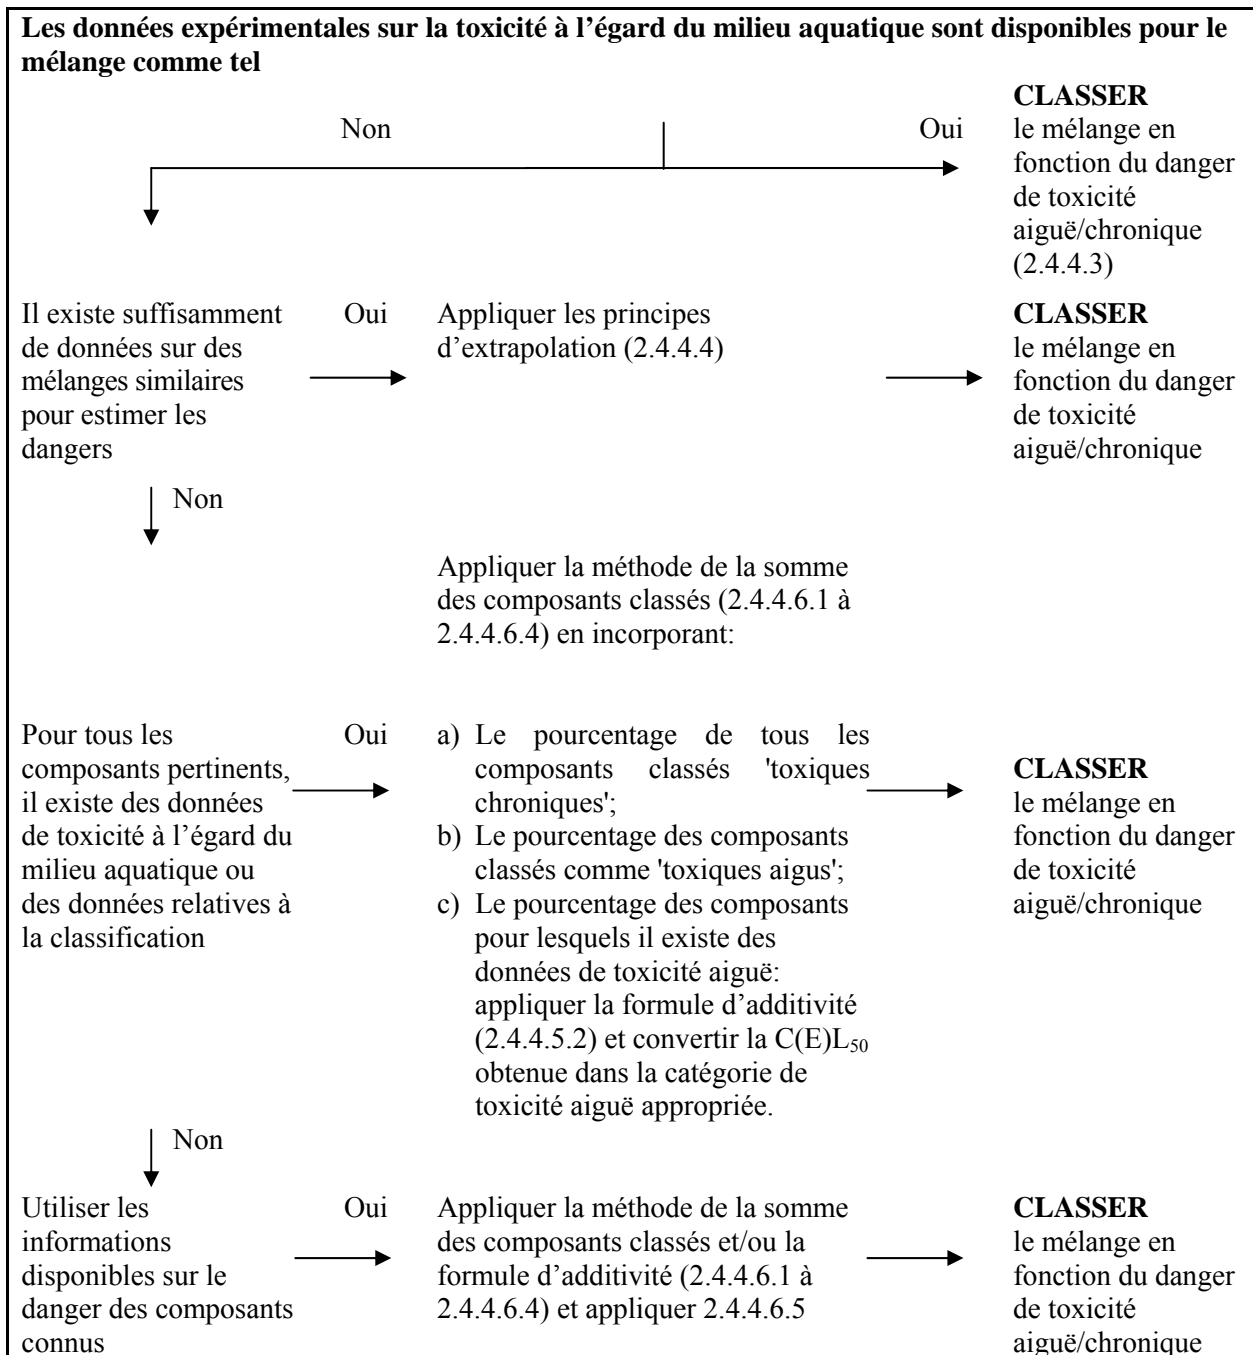 Les données expérimentales sur la toxicité à l’égard du milieu aquatique sont disponibles pour le
mélange comme tel
Non
Oui
CLASSER
le mélange en
fonction du danger
de toxicité
aiguë/chronique
(2.4.4.3)
Il existe suffisamment
de données sur des
mélanges similaires
pour estimer les
dangers
Oui
Appliquer les principes
d’extrapolation (2.4.4.4)
CLASSER
le mélange en
fonction du danger
de toxicité
aiguë/chronique
Non
Appliquer la méthode de la somme
des composants classés (2.4.4.6.1 à
2.4.4.6.4) en incorporant:
Pour tous les
composants pertinents,
il existe des données
de toxicité à l’égard du
milieu aquatique ou
des données relatives à
la classification
Oui
a) Le pourcentage de tous les
composants classés 'toxiques
chroniques';
b) Le pourcentage des composants
classés comme 'toxiques aigus';
c) Le pourcentage des composants
pour lesquels il existe des
données de toxicité aiguë:
appliquer la formule d’additivité
(2.4.4.5.2) et convertir la C(E)L50
obtenue dans la catégorie de
toxicité aiguë appropriée.
CLASSER
le mélange en
fonction du danger
de toxicité
aiguë/chronique
Non
Utiliser les
informations
disponibles sur le
danger des composants
connus
Oui
Appliquer la méthode de la somme
des composants classés et/ou la
formule d’additivité (2.4.4.6.1 à
2.4.4.6.4) et appliquer 2.4.4.6.5
CLASSER
le mélange en
fonction du danger
de toxicité
aiguë/chronique